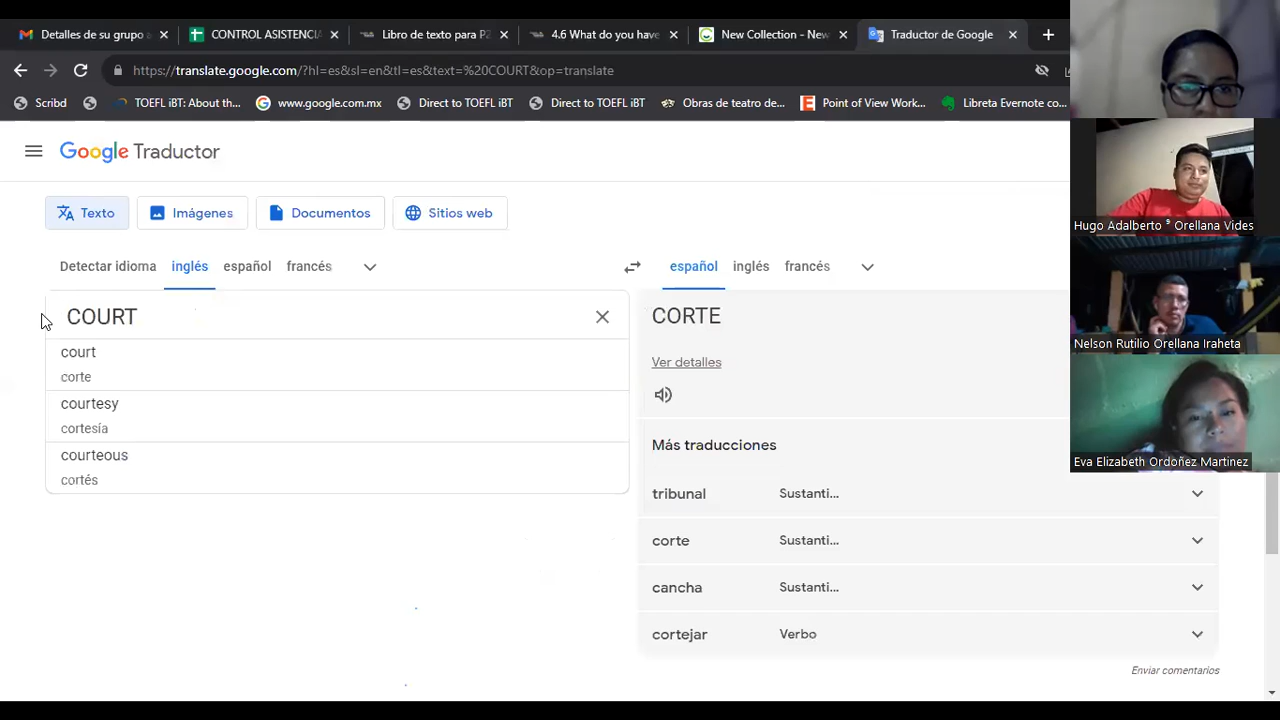 Detalles de su grupo a
CONTROL ASISTENCIA
Libro de texto para P2
4.6 What do you have
New Collection - New
Traductor de Google
https://translate.google.com/?hl=es&sl=en&tl=es&text=%20COURT&op=translate
Scribd
TOEFL iBT: About th...
www.google.com.mx
Direct to TOEFL iBT
Direct to TOEFL iBT
Obras de teatro de...
Point of View Work...
Libreta Evernote co...
Google Traductor
Texto
Imágenes
Documentos
Sitios web
Detectar idioma
inglés
español
francés
español
inglés
francés
COURT
court
corte
courtesy
cortesía
courteous
cortés
CORTE
Ver detalles
Más traducciones
tribunal Sustanti...
corte Sustanti...
cancha Sustanti...
cortejar Verbo
Enviar comentarios
Hugo Adalberto ³ Orellana Vides
Nelson Rutilio Orellana Iraheta
Eva Elizabeth Ordoñez Martinez